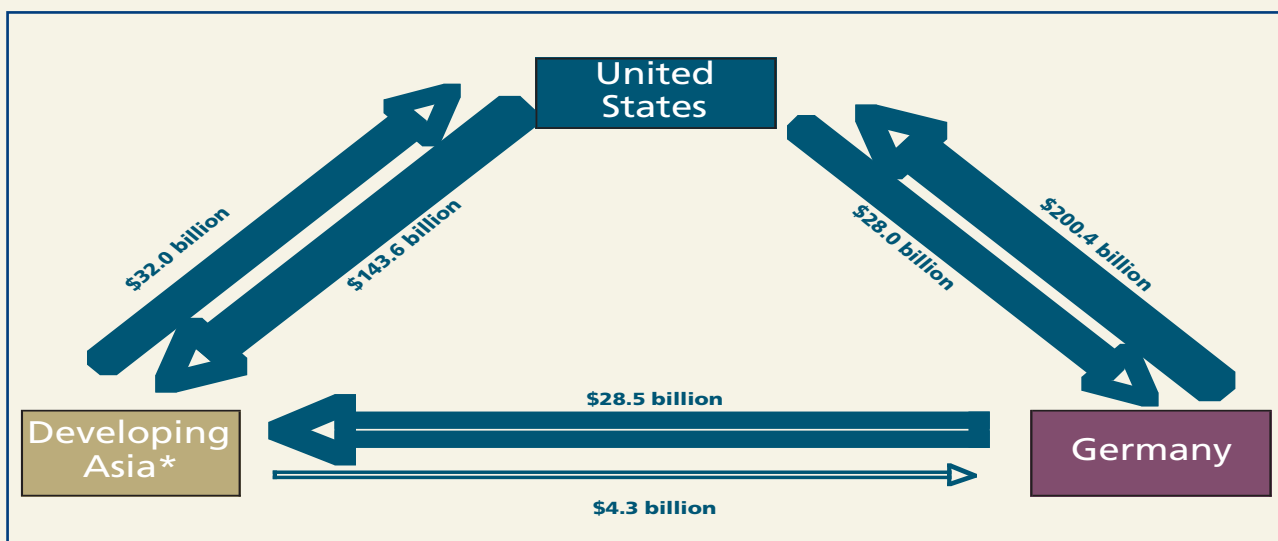 United
States
$32.0 billion
$143.6 billion
$28.0 billion
$200.4 billion
$28.5 billion
Developing
Asia*
Germany
$4.3 billion